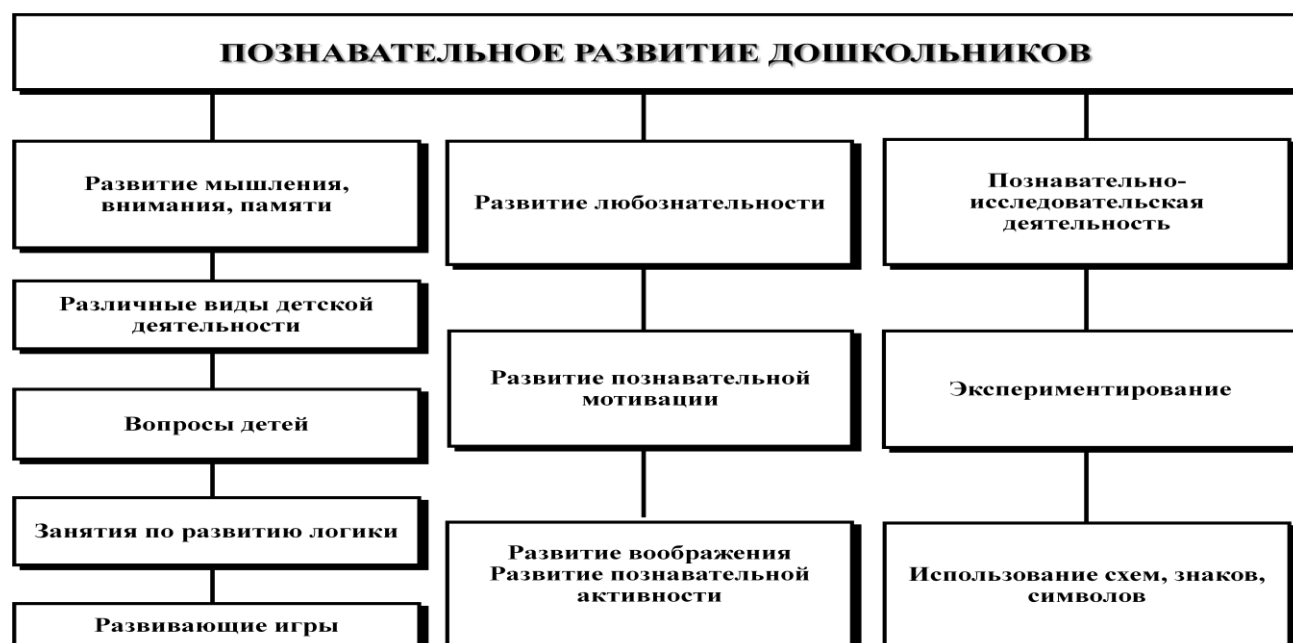 ПОЗНАВАТЕЛЬНОЕ РАЗВИТИЕ ДОШКОЛЬНИКОВ
Развитие мышления,
внимания, памяти
Различные виды детской
деятельности
Вопросы детей
Занятия по развитию логики
Развивающие игры
Развитие любознательности
Развитие познавательной
мотивации
Развитие воображения
Развитие познавательной
активности
Познавательно-
исследовательская
деятельность
Экспериментирование
Использование схем, знаков,
символов